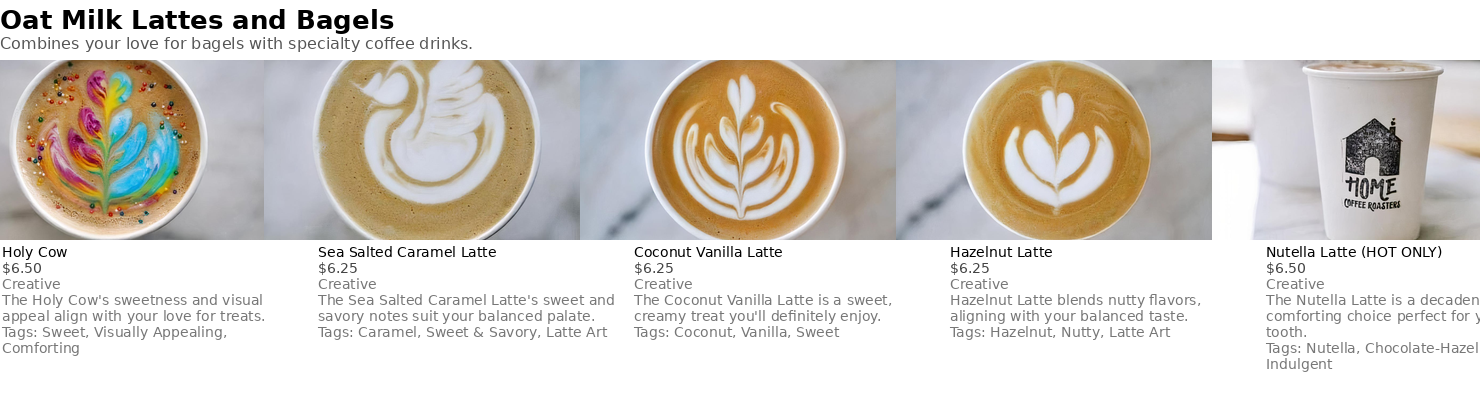 Oat Milk Lattes and Bagels
Combines your love for bagels with specialty coffee drinks.
HOME
COFFEE ROASTERS
Holy Cow
$6.50
Creative
The Holy Cow's sweetness and visual
appeal align with your love for treats.
Tags: Sweet, Visually Appealing,
Comforting
Sea Salted Caramel Latte
$6.25
Creative
The Sea Salted Caramel Latte's sweet and
savory notes suit your balanced palate.
Tags: Caramel, Sweet & Savory, Latte Art
Coconut Vanilla Latte
$6.25
Creative
The Coconut Vanilla Latte is a sweet,
creamy treat you'll definitely enjoy.
Tags: Coconut, Vanilla, Sweet
Hazelnut Latte
$6.25
Creative
Hazelnut Latte blends nutty flavors,
aligning with your balanced taste.
Tags: Hazelnut, Nutty, Latte Art
Nutella Latte (HOT ONLY)
$6.50
Creative
The Nutella Latte is a
comforting choice perfect for
tooth.
Tags: Nutella,
Indulgent